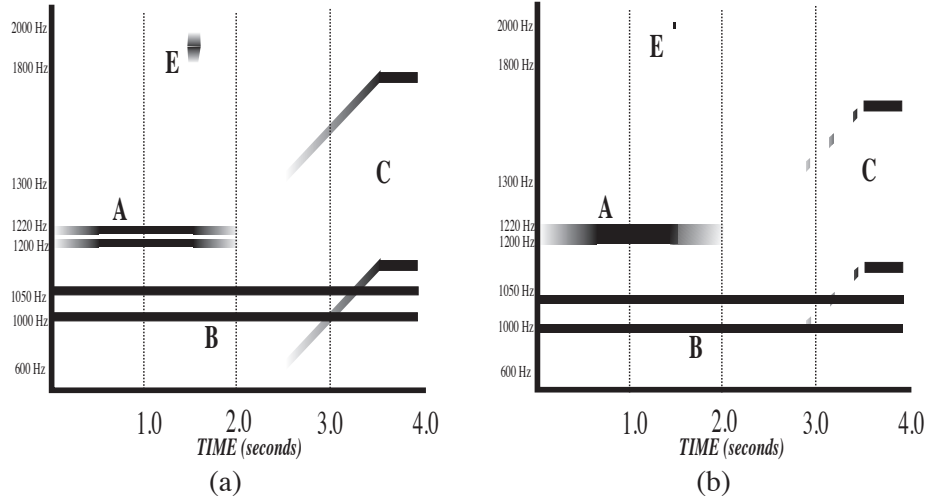 2000 Hz
1800 Hz
1300 Hz
1220 Hz
1200 Hz
1050 Hz
1000 Hz
600 Hz
E
A
C
B
1.0 2.0 3.0 4.0
TIME (seconds)
(a)
2000 Hz
1800 Hz
1300 Hz
1220 Hz
1200 Hz
1050 Hz
1000 Hz
600 Hz
E
A
C
B
1.0 2.0 3.0 4.0
TIME (seconds)
(b)